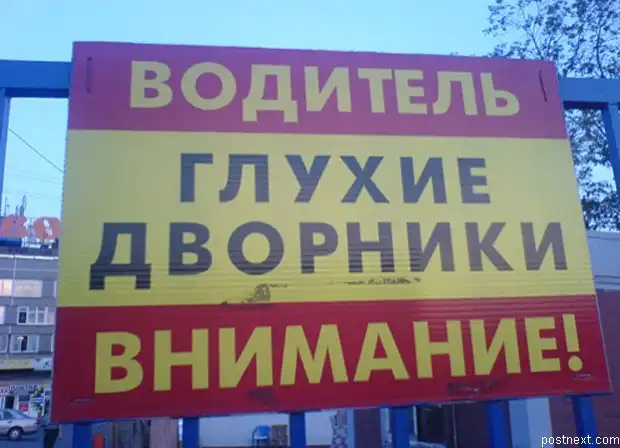 ВОДИТЕЛЬ
ГЛУХИЕ
ДВОРНИКИ
ВНИМАНИЕ!
postnext.com